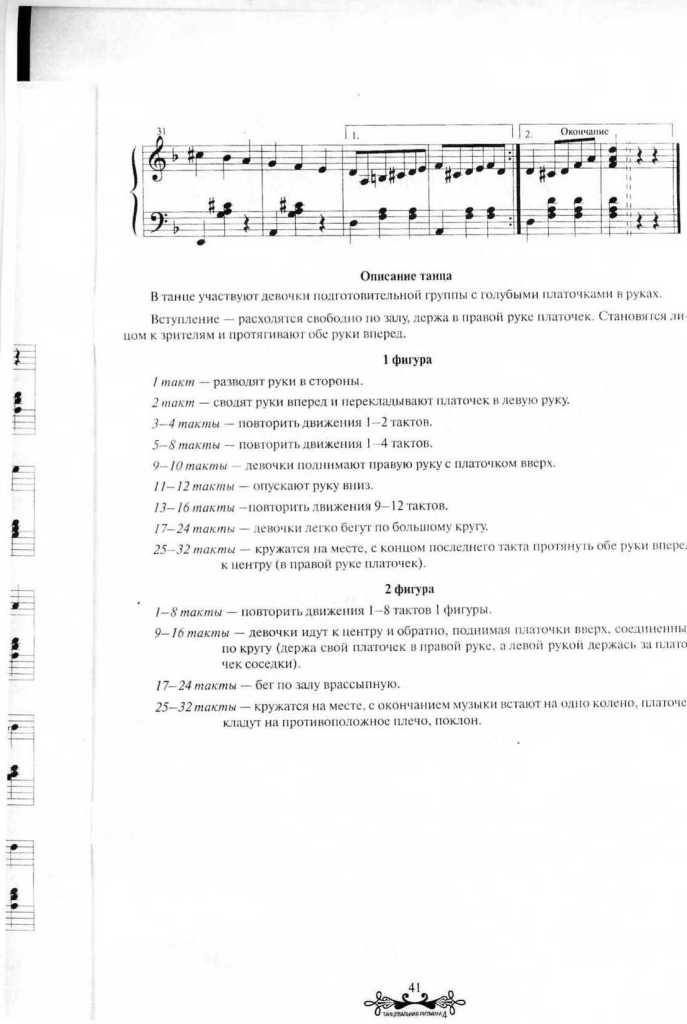 31
1.
2. Окончание
Описание танца
В танце участвуют девочки подготовительной группы с голубыми платочками в руках.
Вступление — расходятся свободно по залу, держа в правой руке платочек. Становятся ли-
цом к зрителям и протягивают обе руки вперед.
1 фигура
1 такт — разводят руки в стороны.
2 такт — сводят руки вперед и перекладывают платочек в левую руку.
3–4 такты — повторить движения 1–2 тактов.
5–8 такты — повторить движения 1–4 тактов.
9–10 такты — девочки поднимают правую руку с платочком вверх.
11–12 такты — опускают руку вниз.
13–16 такты –повторить движения 9–12 тактов.
17–24 такты — девочки легко бегут по большому кругу.
25–32 такты — кружатся на месте, с концом последнего такта протянуть обе руки вперед
к центру (в правой руке платочек).
2 фигура
1–8 такты — повторить движения 1–8 тактов 1 фигуры.
9–16 такты — девочки идут к центру и обратно, поднимая платочки вверх, соединенны
по кругу (держа свой платочек в правой руке, а левой рукой держась за плато
чек соседки).
17–24 такты — бег по залу врассыпную.
25–32 такты — кружатся на месте, с окончанием музыки встают на одно колено, платоче
кладут на противоположное плечо, поклон.
41
ТАНЦЕВАЛЬНАЯ РИТМИКА 4